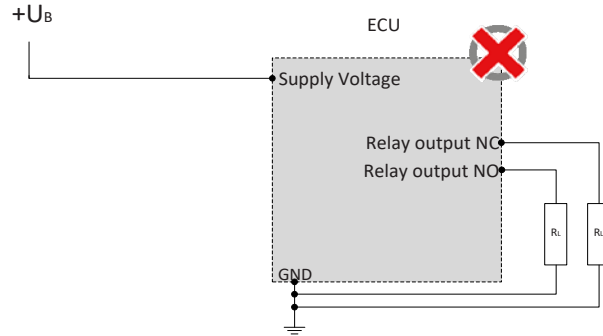 +UB
ECU
Supply Voltage
Relay output NC
Relay output NO
RL
RL
GND